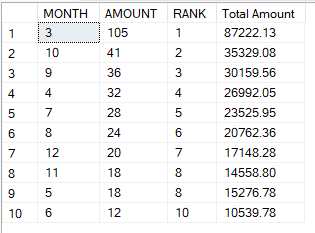 MONTH AMOUNT RANK Total Amount
1 3 105 1 87222.13
2 10 41 2 35329.08
3 9 36 3 30159.56
4 4 32 4 26992.05
5 7 28 5 23525.95
6 8 24 6 20762.36
7 12 20 7 17148.28
8 11 18 8 14558.80
9 5 18 8 15276.78
10 6 12 10 10539.78